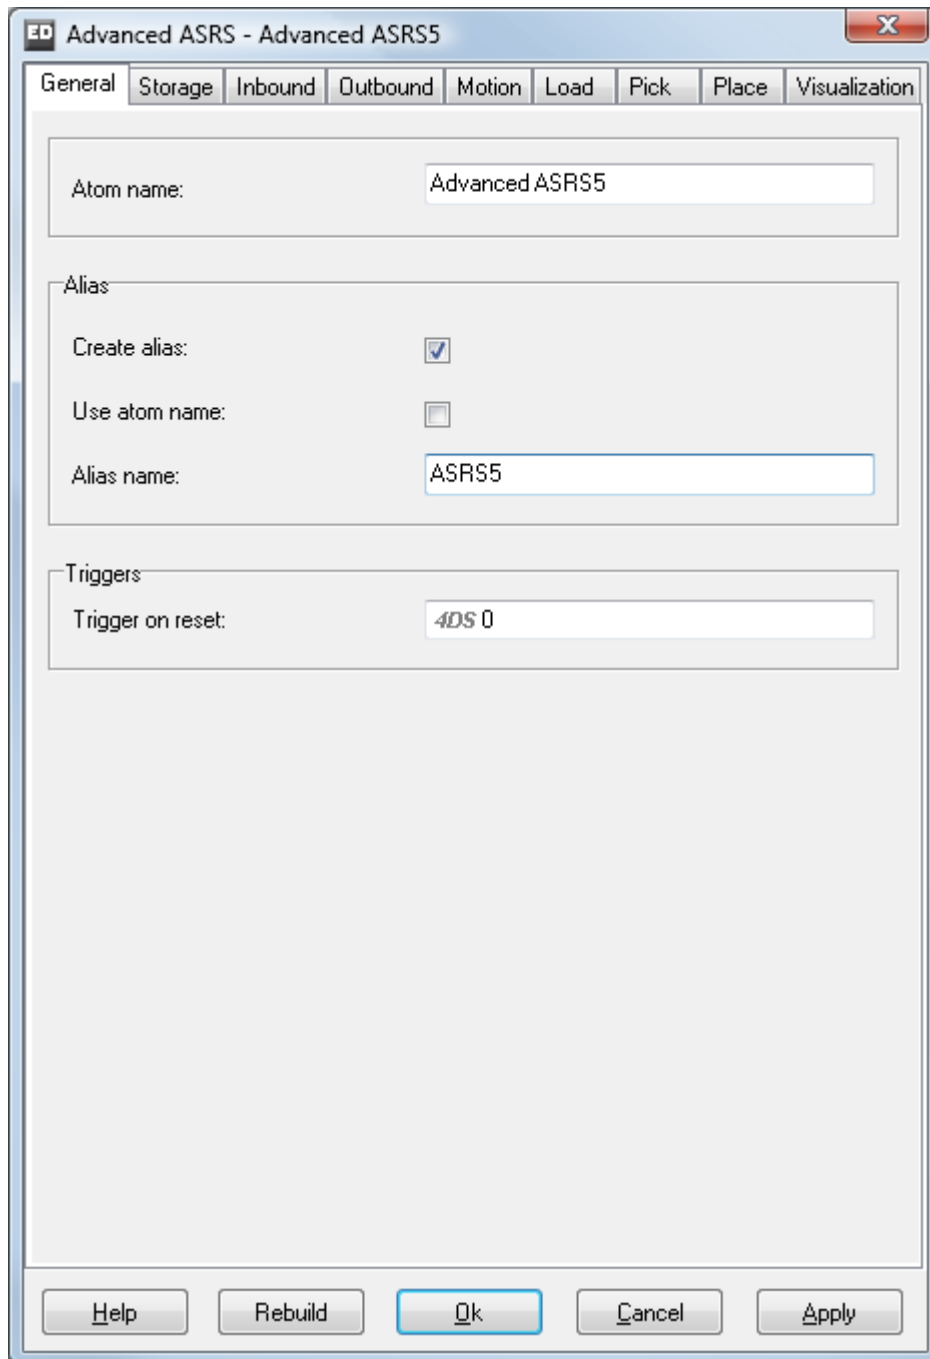 ED Advanced ASRS - Advanced ASRS5
General Storage Inbound Outbound Motion Load Pick Place Visualization
Atom name: Advanced ASRS5
Alias
Create alias:
Use atom name:
Alias name: ASRS5
Triggers
Trigger on reset: 4DS 0
Help Rebuild Ok Cancel Apply